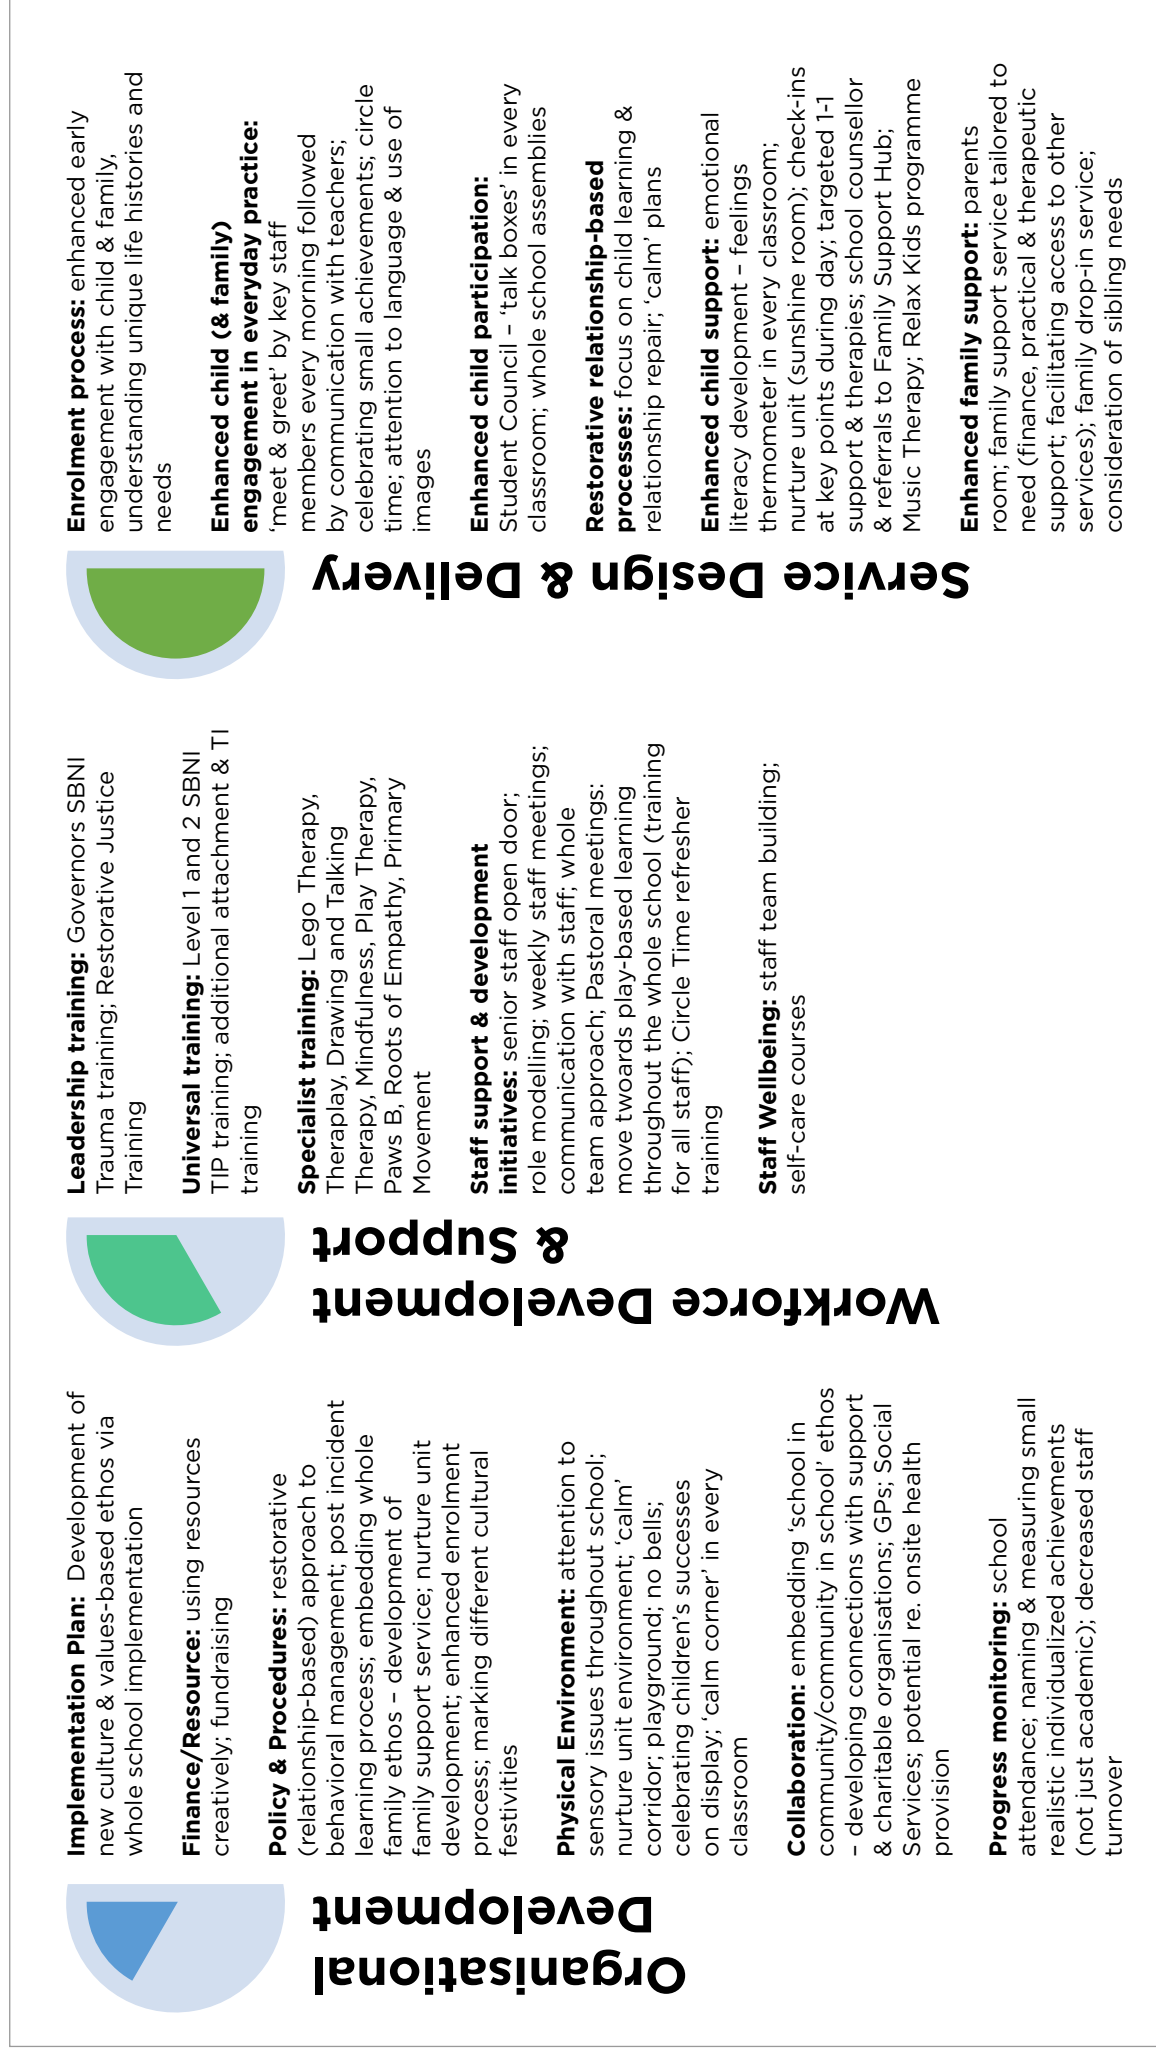 Organisational
Development
Implementation Plan: Development of
new culture & values-based ethos via
whole school implementation
Finance/Resource: using resources
creatively; fundraising
Policy & Procedures: restorative
(relationship-based) approach to
behavioral management; post incident
learning process; embedding whole
family ethos – development of
family support service; nurture unit
development; enhanced enrolment
process; marking different cultural
festivities
Physical Environment: attention to
sensory issues throughout school;
nurture unit environment; ‘calm’
corridor; playground; no bells;
celebrating children’s successes
on display; ‘calm corner’ in every
classroom
Collaboration: embedding ‘school in
community/community in school’ ethos
– developing connections with support
& charitable organisations; GPs; Social
Services; potential re. onsite health
provision
Progress monitoring: school
attendance; naming & measuring small
realistic individualized achievements
(not just academic); decreased staff
turnover
Workforce Development
& Support
Leadership training: Governors SBNI
Trauma training; Restorative Justice
Training
Universal training: Level 1 and 2 SBNI
TIP training; additional attachment & TI
training
Specialist training: Lego Therapy,
Theraplay, Drawing and Talking
Therapy, Mindfulness, Play Therapy,
Paws B, Roots of Empathy, Primary
Movement
Staff support & development
initiatives: senior staff open door;
role modelling; weekly staff meetings;
communication with staff; whole
team approach; Pastoral meetings:
move twoards play-based learning
throughout the whole school (training
for all staff); Circle Time refresher
training
Staff Wellbeing: staff team building;
self-care courses
Service Design & Delivery
Enrolment process: enhanced early
engagement with child & family,
understanding unique life histories and
needs
Enhanced child (& family)
engagement in everyday practice:
‘meet & greet’ by key staff
members every morning followed
by communication with teachers;
celebrating small achievements; circle
time; attention to language & use of
images
Enhanced child participation:
Student Council – ‘talk boxes’ in every
classroom; whole school assemblies
Restorative relationship-based
processes: focus on child learning &
relationship repair; ‘calm’ plans
Enhanced child support: emotional
literacy development – feelings
thermometer in every classroom;
nurture unit (sunshine room); check-ins
at key points during day; targeted 1-1
support & therapies; school counsellor
& referrals to Family Support Hub;
Music Therapy; Relax Kids programme
Enhanced family support: parents
room; family support service tailored to
need (finance, practical & therapeutic
support; facilitating access to other
services); family drop-in service;
consideration of sibling needs